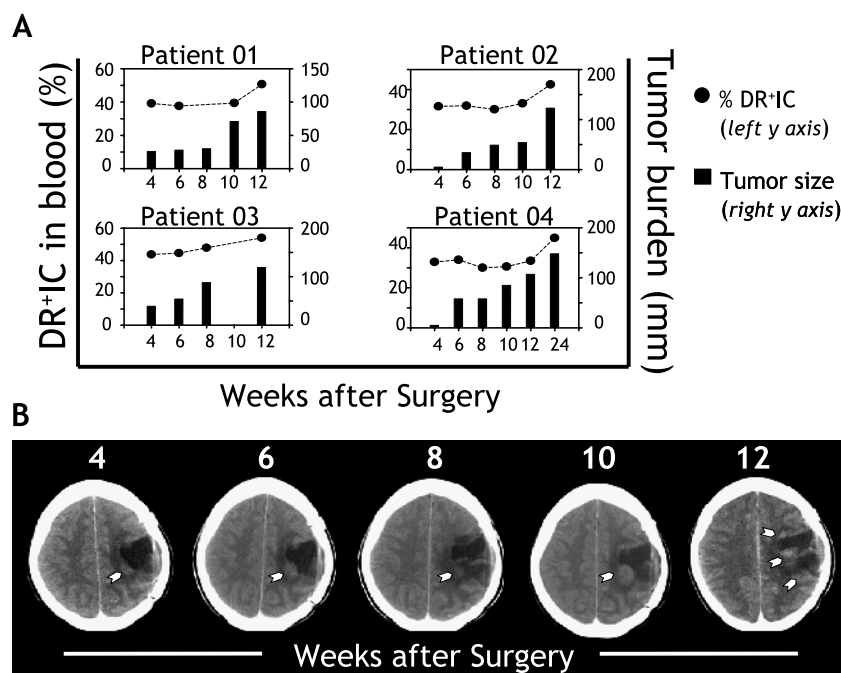 A
Patient 01
Patient 02
60
40
20
0
150
100
50
0
4 6 8 10 12
40
20
0
200
100
0
4 6 8 10 12
Patient 03
Patient 04
60
40
20
0
200
100
0
4 6 8 10 12
40
20
0
200
100
0
4 6 8 10 12 24
DR⁺IC in blood (%)
Tumor burden (mm)
% DR⁺IC
(left y axis)
Tumor size
(right y axis)
Weeks after Surgery
B
4 6 8 10 12
Weeks after Surgery